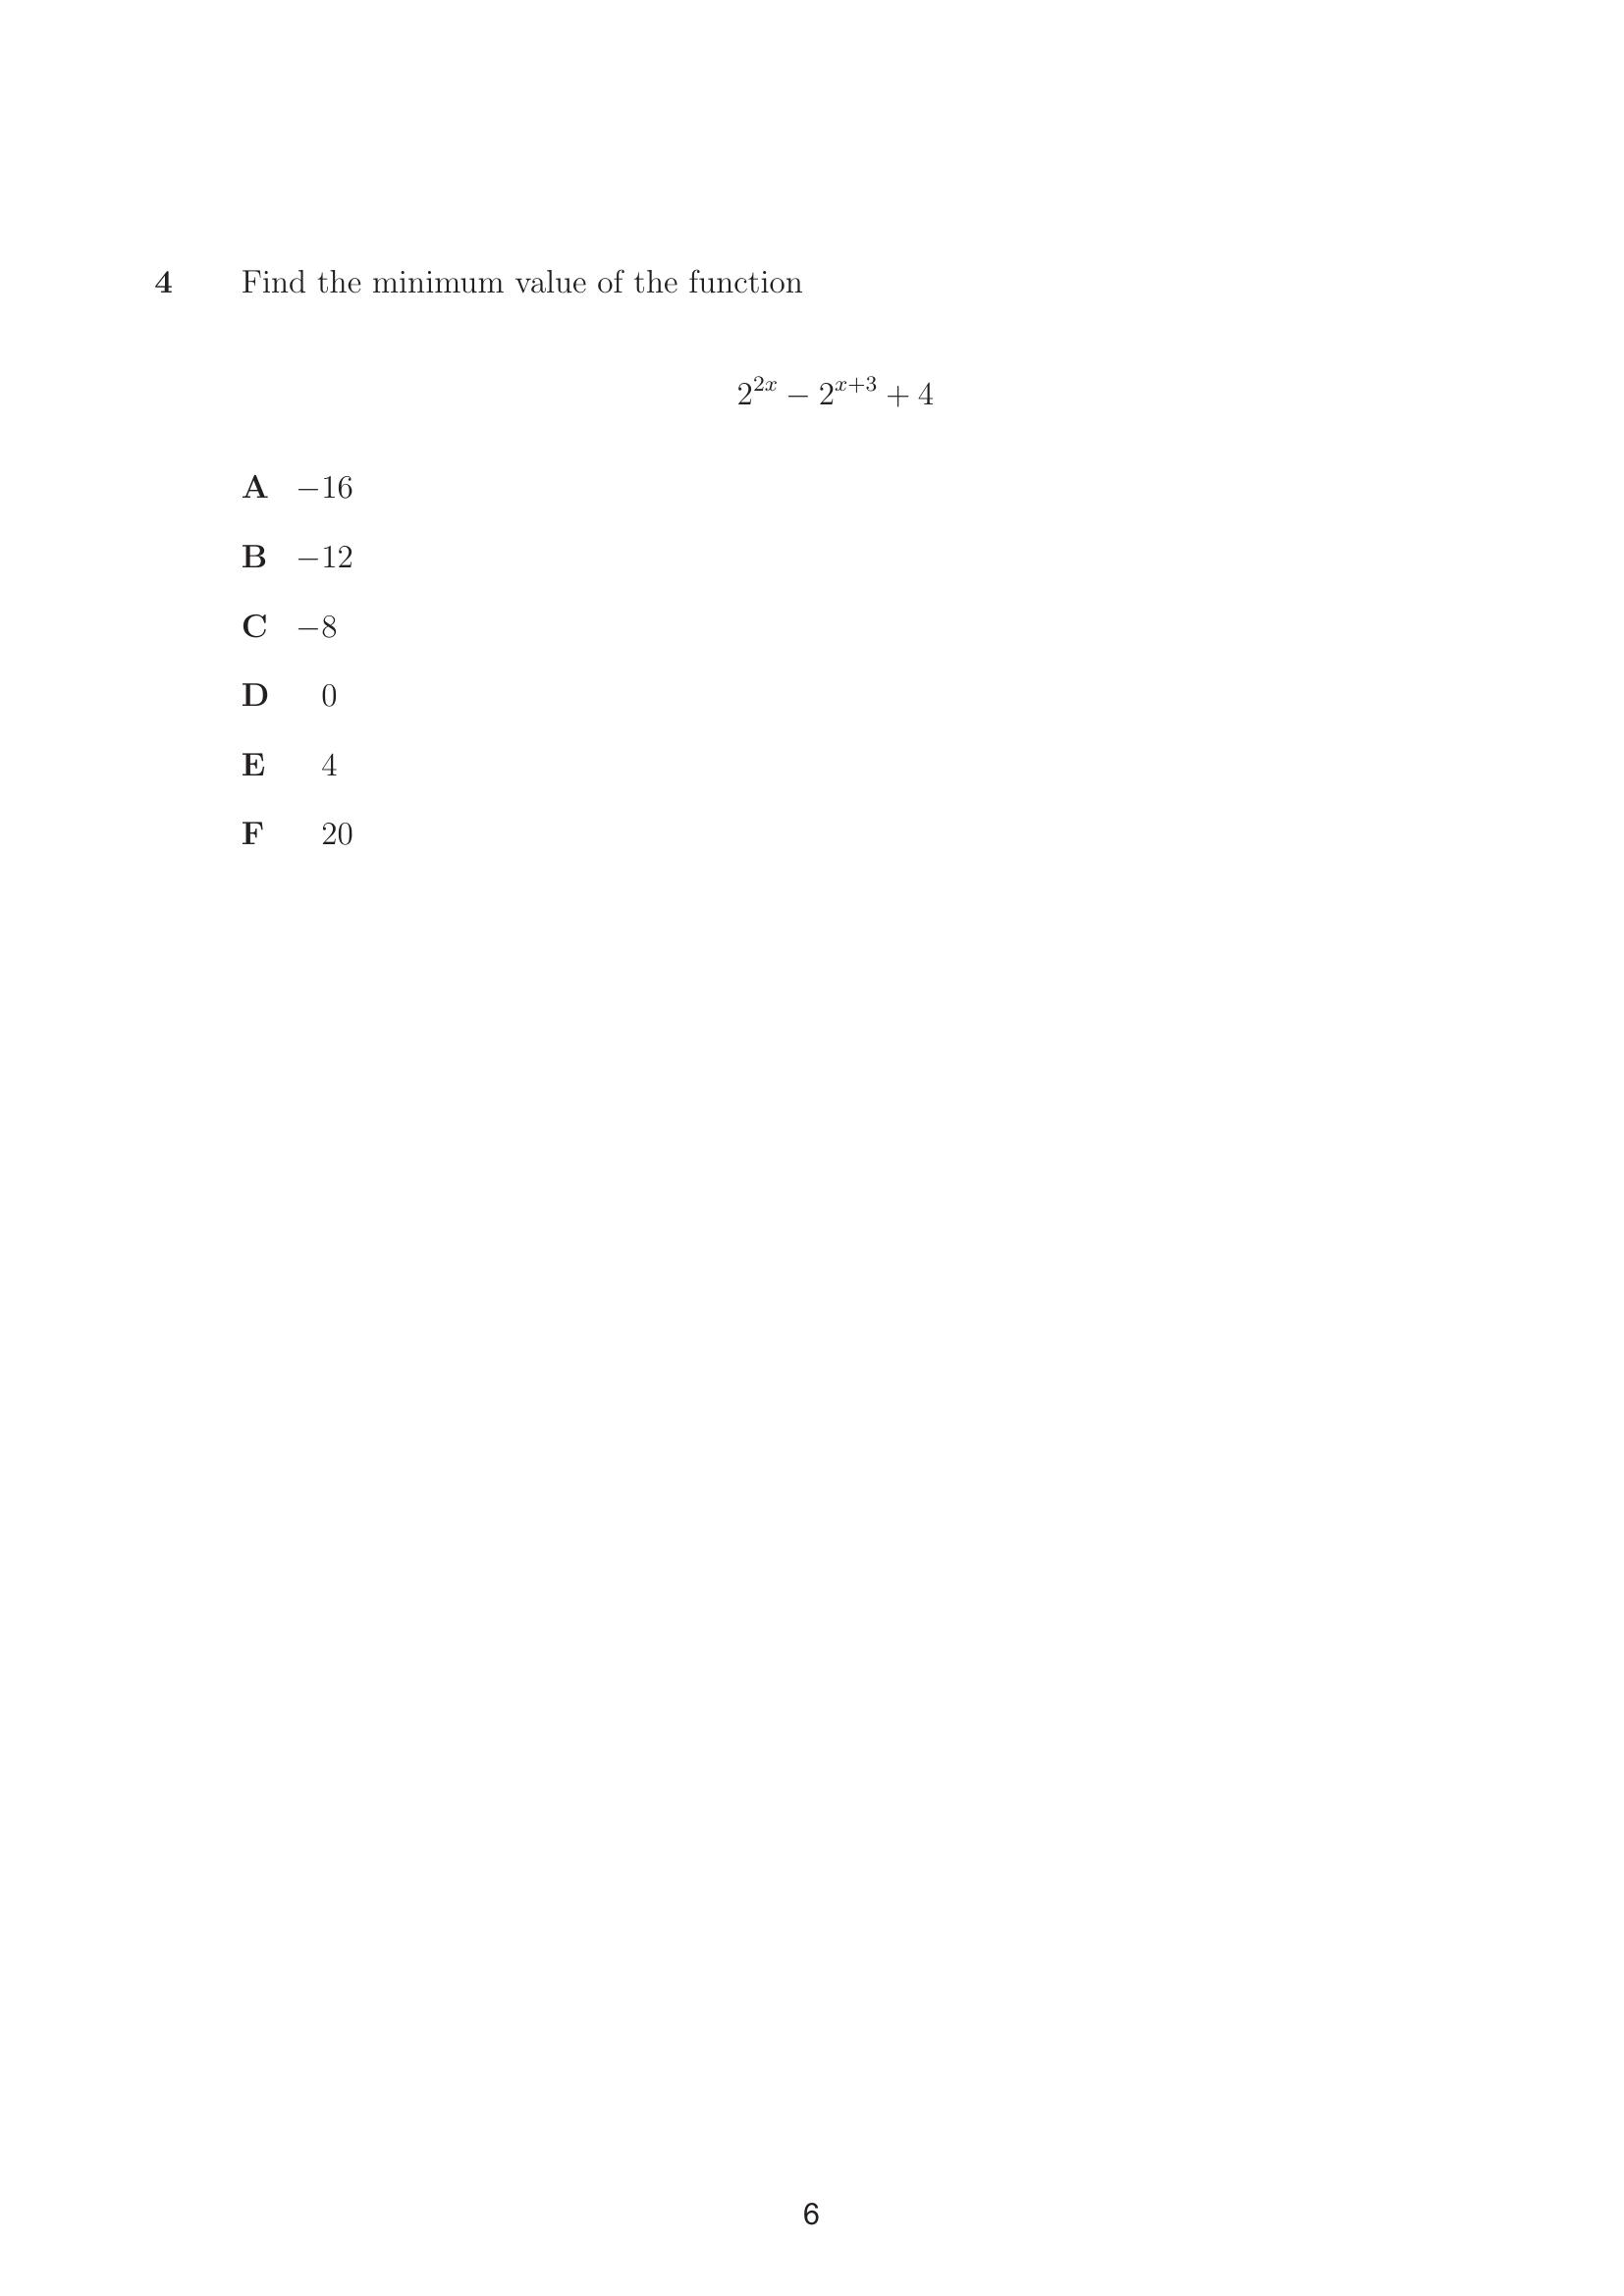 4 Find the minimum value of the function
2^{2x} − 2^{x+3} + 4
A −16
B −12
C −8
D 0
E 4
F 20
6